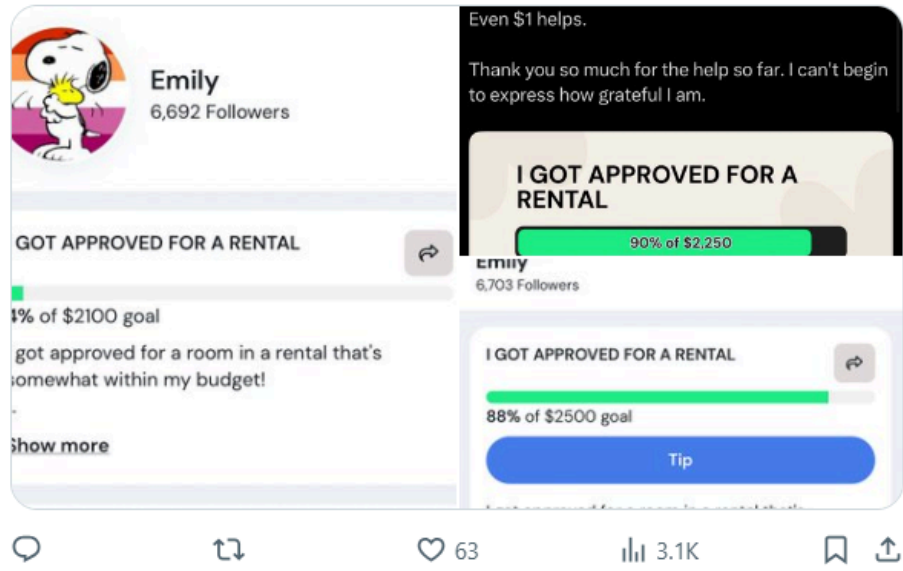 Emily
6,692 Followers
GOT APPROVED FOR A RENTAL
4% of $2100 goal
got approved for a room in a rental that's
somewhat within my budget!
.
Show more
Even $1 helps.
Thank you so much for the help so far. I can't begin
to express how grateful I am.
I GOT APPROVED FOR A
RENTAL
90% of $2,250
Emily
6,703 Followers
I GOT APPROVED FOR A RENTAL
88% of $2500 goal
Tip
63
3.1K